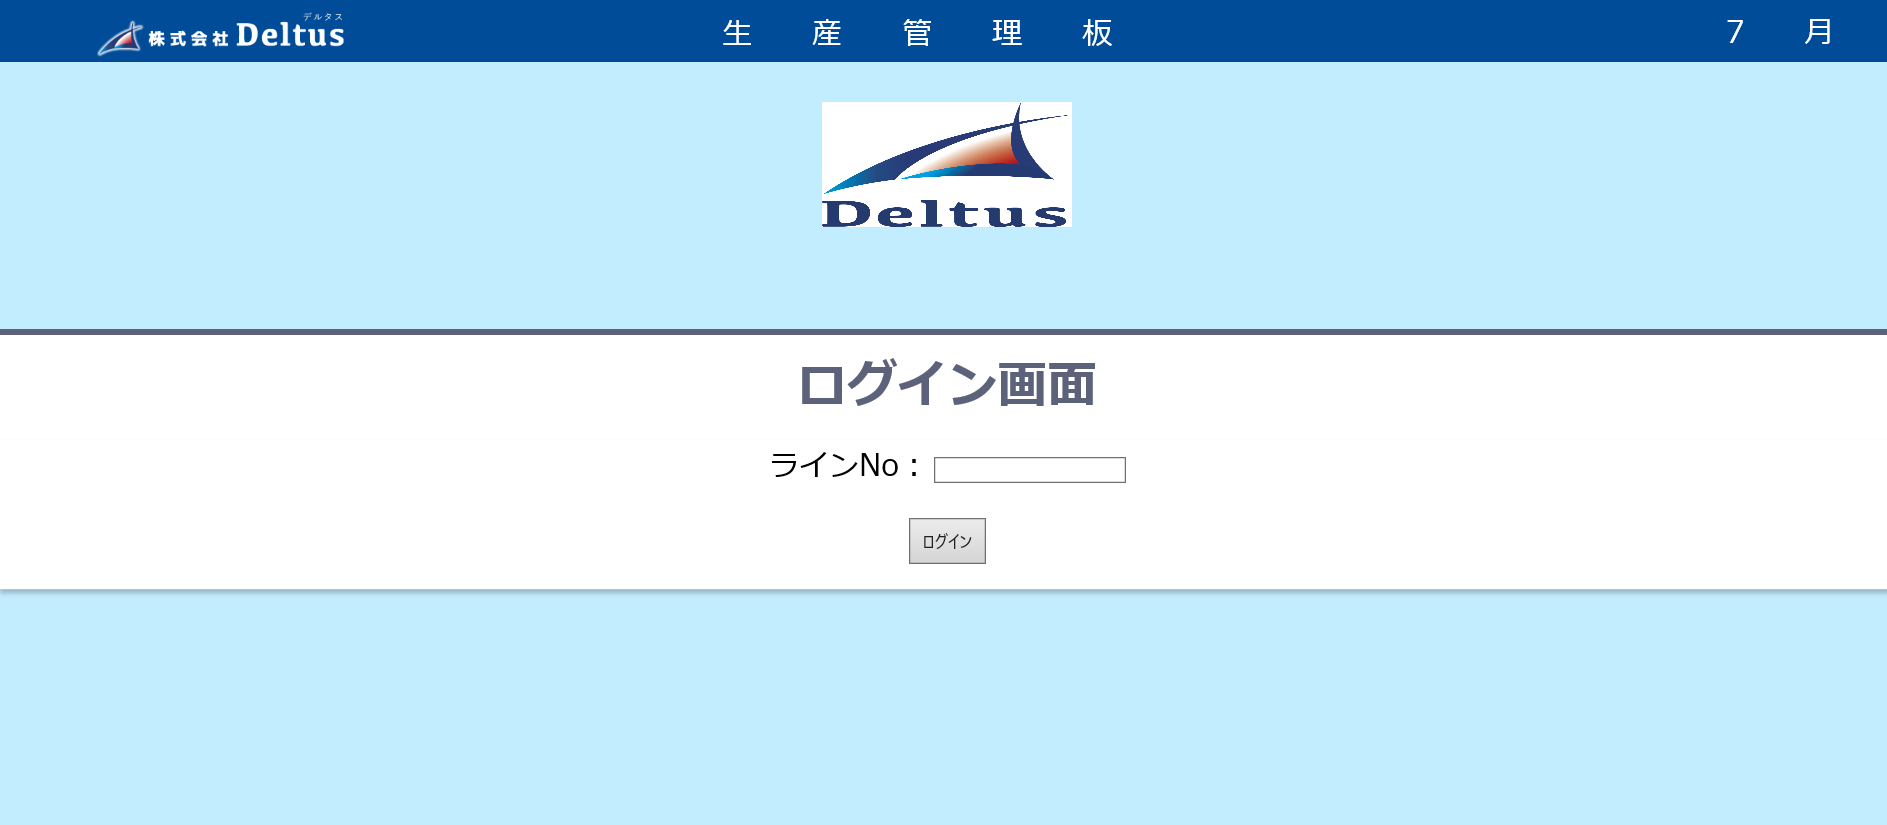 デルタス
株式会社 Deltus
生産管理板
7月
Deltus
ログイン画面
ラインNo：
ログイン